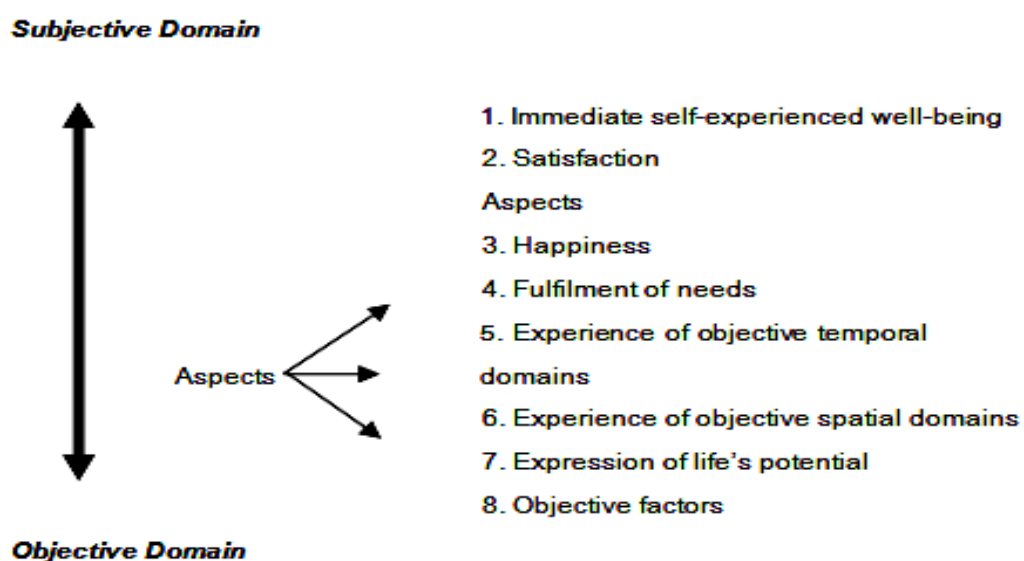 Subjective Domain
1. Immediate self-experienced well-being
2. Satisfaction
Aspects
3. Happiness
4. Fulfilment of needs
5. Experience of objective temporal
domains
Aspects
6. Experience of objective spatial domains
7. Expression of life's potential
8. Objective factors
Objective Domain